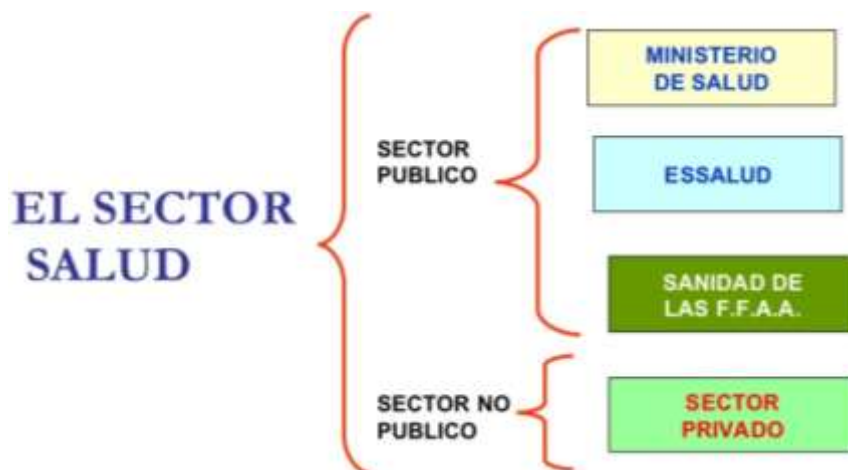 EL SECTOR
SALUD
SECTOR
PUBLICO
MINISTERIO
DE SALUD
ESSALUD
SANIDAD DE
LAS F.F.A.A.
SECTOR NO
PUBLICO
SECTOR
PRIVADO